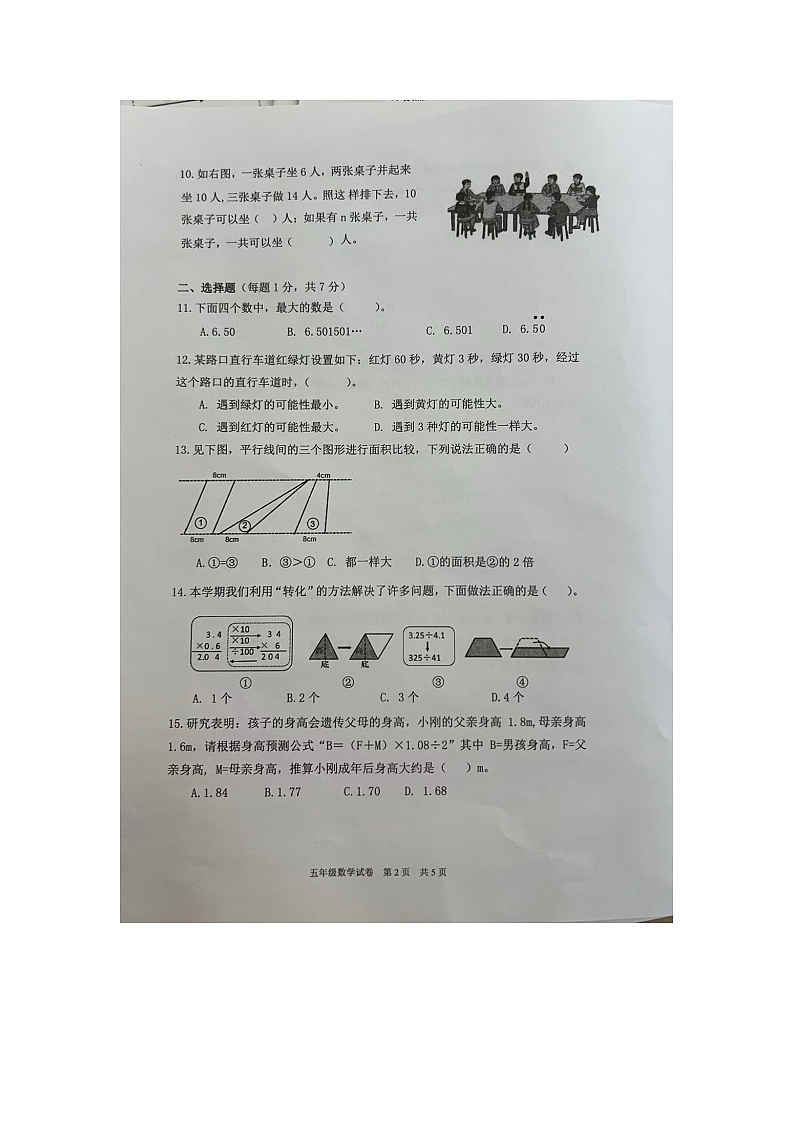 10.如右图，一张桌子坐6人，两张桌子并起来
坐10人,三张桌子做14人。照这 样排下去，10
张桌子可以坐（ ）人；如果有n张桌子，一共
张桌子，一共可以坐（ ）人。
二、选择题（每题1分，共7分）
11.下面四个数中，最大的数是（ ）。
A.6.50 B. 6.501501… C. 6.501 D. 6.5̇0̇
12.某路口直行车道红绿灯设置如下：红灯60秒，黄灯3秒，绿灯30秒，经过
这个路口的直行车道时，（ ）。
A. 遇到绿灯的可能性最小。 B. 遇到黄灯的可能性大。
C. 遇到红灯的可能性最大。 D. 遇到3种灯的可能性一样大。
13.见下图，平行线间的三个图形进行面积比较，下列说法正确的是（ ）
8cm 4cm
① ② ③
8cm 8cm 8cm
A.①=③ B. ③>① C. 都一样大 D.①的面积是②的2倍
14.本学期我们利用“转化”的方法解决了许多问题，下面做法正确的是（ ）。
3.4 ×10 3 4 3.25÷4.1
×0.6 ×10 × 6
2.0 4 ÷100 2 0 4 底 底 325÷41
① ② ③ ④
A. 1个 B.2个 C. 3个 D.4个
15.研究表明：孩子的身高会遗传父母的身高，小刚的父亲身高 1.8m,母亲身高
1.6m，请根据身高预测公式“B＝（F+M）×1.08÷2”其中 B=男孩身高，F=父
亲身高, M=母亲身高，推算小刚成年后身高大约是（ ）m。
A.1.84 B.1.77 C.1.70 D. 1.68
五年级数学试卷 第2页 共5页